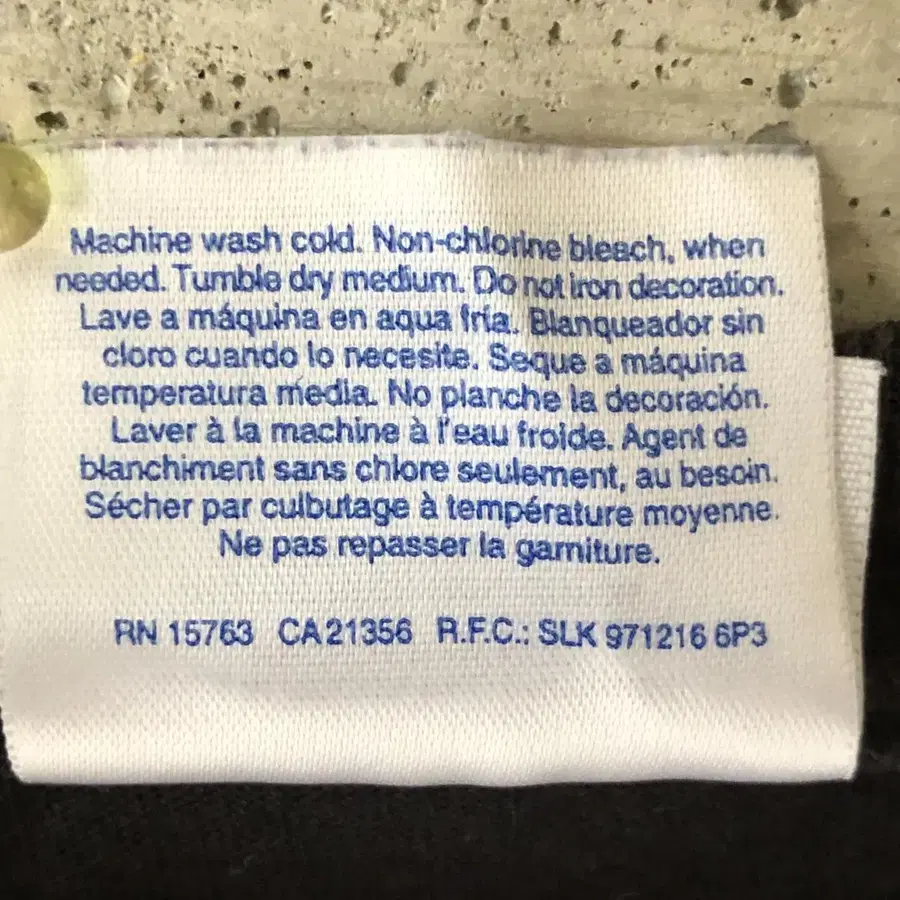 Machine wash cold. Non-chlorine bleach, when
needed. Tumble dry medium. Do not iron decoration.
Lave a máquina en aqua fria. Blanqueador sin
cloro cuando lo necesite. Seque a máquina
temperatura media. No planche la decoración.
Laver à la machine à l'eau froide. Agent de
blanchiment sans chlore seulement, au besoin.
Sécher par culbutage à température moyenne.
Ne pas repasser la garniture.
RN 15763 CA 21356 R.F.C.: SLK 971216 6P3